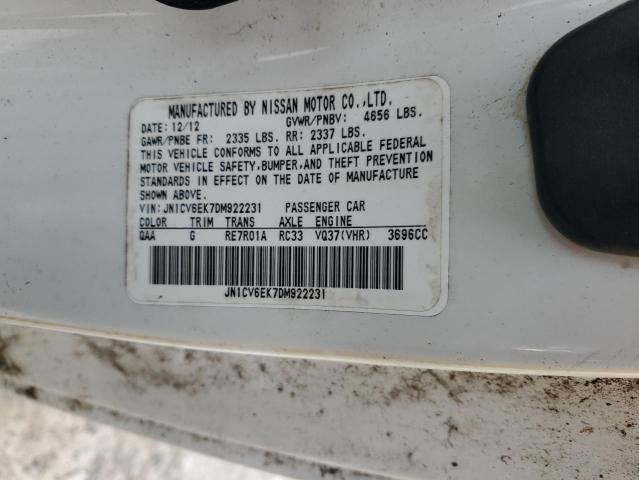 MANUFACTURED BY NISSAN MOTOR CO.,LTD.
DATE: 12/12 GVWR/PNBV: 4656 LBS.
GAWR/PNBE FR: 2335 LBS. RR: 2337 LBS.
THIS VEHICLE CONFORMS TO ALL APPLICABLE FEDERAL
MOTOR VEHICLE SAFETY,BUMPER,AND THEFT PREVENTION
STANDARDS IN EFFECT ON THE DATE OF MANUFACTURE
SHOWN ABOVE.
VIN: JN1CV6EK7DM922231 PASSENGER CAR
COLOR TRIM TRANS AXLE ENGINE
QAA G RE7R01A RC33 VQ37(VHR) 3696CC
JN1CV6EK7DM922231